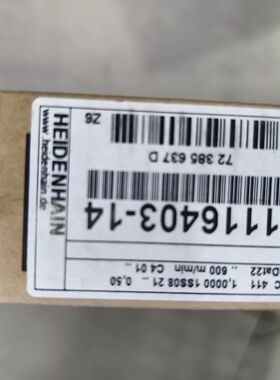 C 411 1,0000 1SS08 21 .. 0,50
Dat22 .. 600 m/min C4 01 ..
1116403-14
72 385 637 D
Z6
HEIDENHAIN
www.heidenhain.de